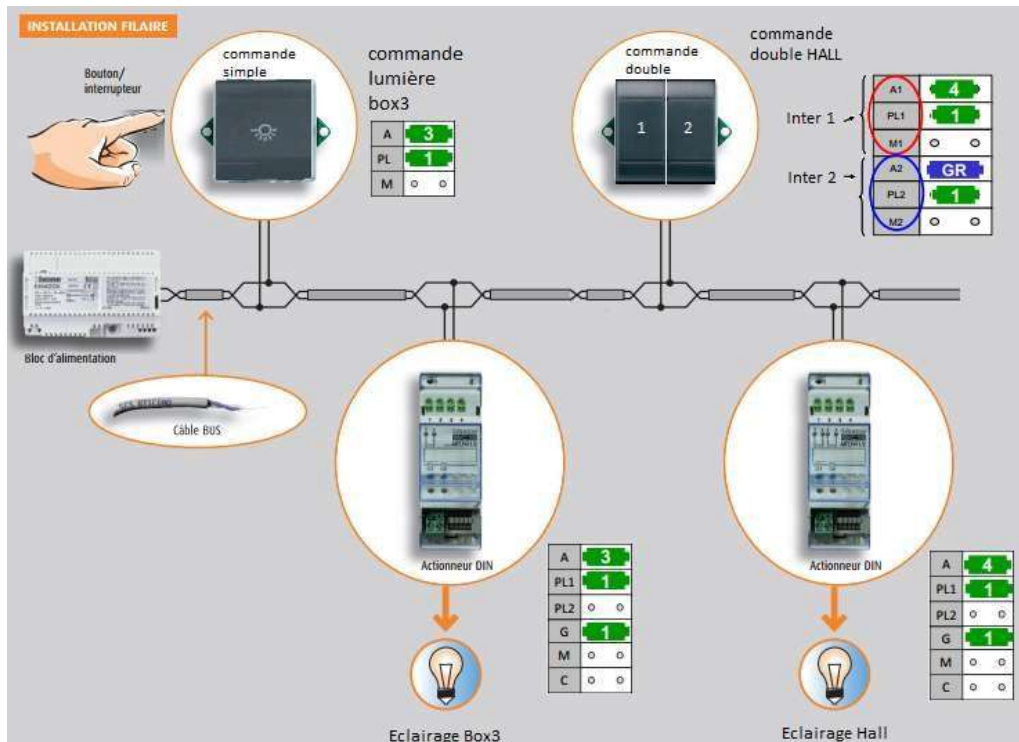 INSTALLATION FILAIRE
Bouton/
interrupteur
commande
simple
commande
lumière
box3
A 3
PL 1
M
commande
double
1 2
commande
double HALL
Inter 1
A1 4
PL1 1
M1
Inter 2
A2 GR
PL2 1
M2
Bloc d'alimentation
Câble BUS
Actionneur DIN
A 3
PL1 1
PL2
G 1
M
C
Eclairage Box3
Actionneur DIN
A 4
PL1 1
PL2
G 1
M
C
Eclairage Hall